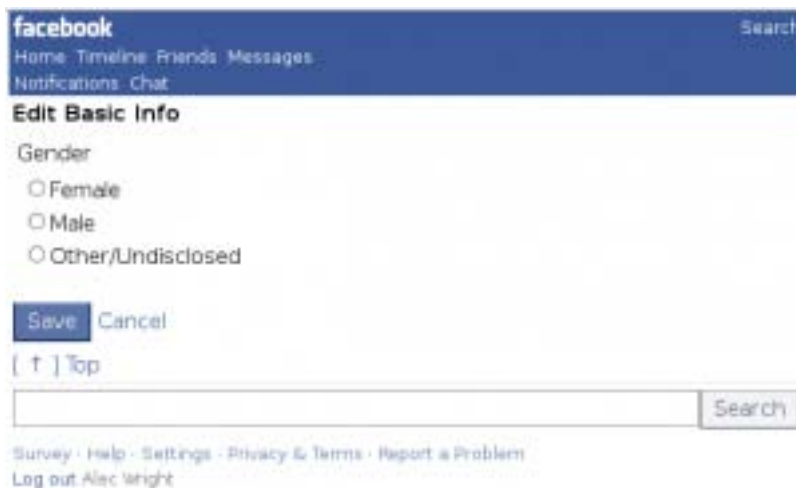 facebook Search
Home Timeline Friends Messages
Notifications Chat
Edit Basic Info
Gender
Female
Male
Other/Undisclosed
Save Cancel
[ ↑ ] Top
Search
Survey · Help · Settings · Privacy & Terms · Report a Problem
Log out Alec Wright